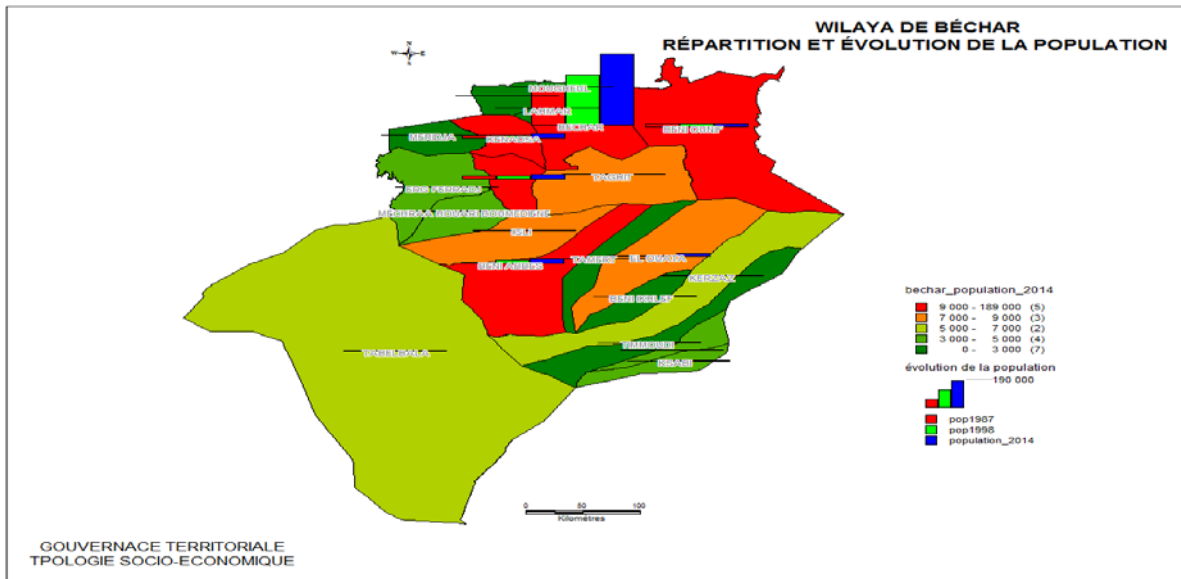 WILAYA DE BÉCHAR
RÉPARTITION ET ÉVOLUTION DE LA POPULATION
N
W E
S
MOUGHEUL
LAHMAR
BECHAR
BENI OUNIF
MERIDJA
KENADSA
TAGHIT
ERG FERRADJ
MECHRAA HOUARI BOUMEDIENE
IGLI
BENI ABBES
TAMERT
EL OUATA
KERZAZ
BENI IKHLEF
TIMMOUDI
KSABI
TABELBALA
bechar_population_2014
9 000 - 189 000 (5)
7 000 - 9 000 (3)
5 000 - 7 000 (2)
3 000 - 5 000 (4)
0 - 3 000 (7)
évolution de la population
190 000
pop1987
pop1998
population_2014
0 50 100
Kilomètres
GOUVERNACE TERRITORIALE
TPOLOGIE SOCIO-ECONOMIQUE